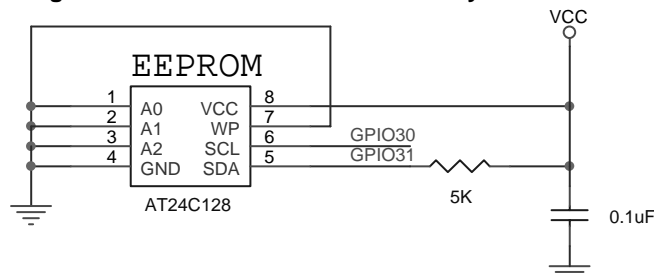 VCC
EEPROM
1 A0 VCC 8
2 A1 WP 7
3 A2 SCL 6 GPIO30
4 GND SDA 5 GPIO31
5K
AT24C128
0.1uF